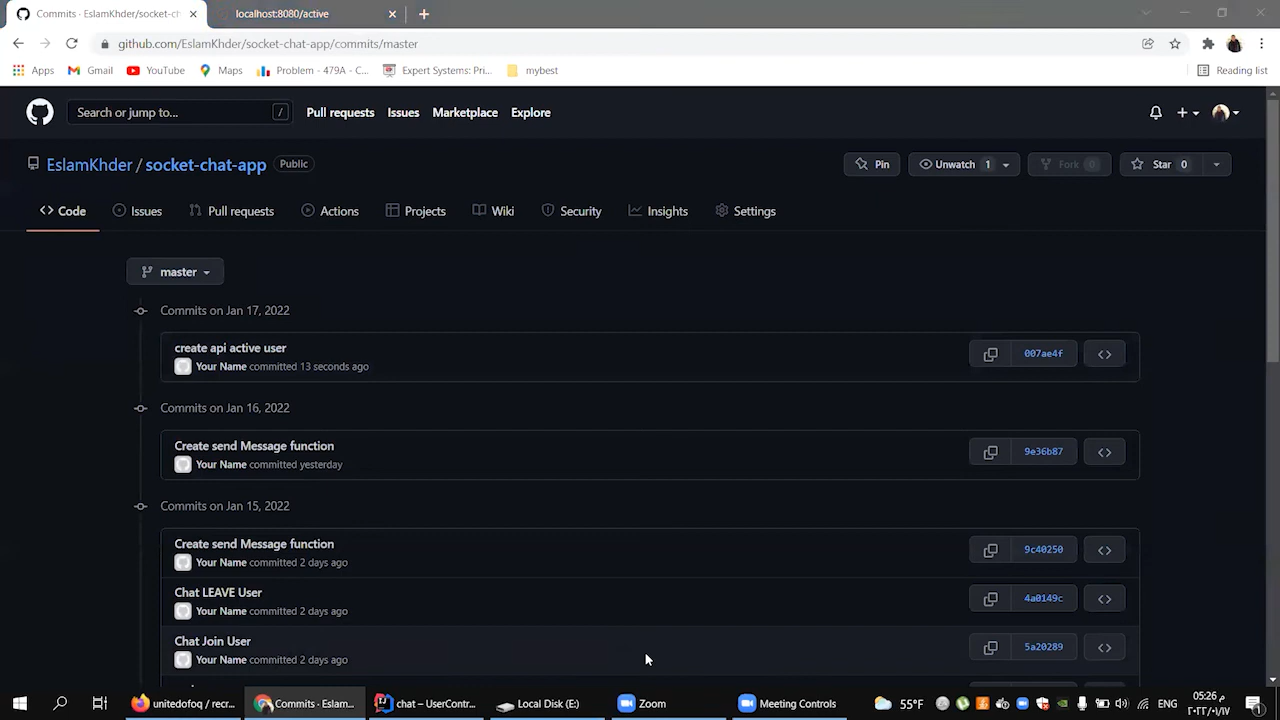 Commits · EslamKhder/socket-ch
localhost:8080/active
github.com/EslamKhder/socket-chat-app/commits/master
Apps
Gmail
YouTube
Maps
Problem - 479A - C...
Expert Systems: Pri...
mybest
Reading list
Search or jump to...
/
Pull requests
Issues
Marketplace
Explore
EslamKhder / socket-chat-app
Public
Pin
Unwatch 1
Fork 0
Star 0
Code
Issues
Pull requests
Actions
Projects
Wiki
Security
Insights
Settings
master
Commits on Jan 17, 2022
create api active user
Your Name committed 13 seconds ago
007ae4f
Commits on Jan 16, 2022
Create send Message function
Your Name committed yesterday
9e36b87
Commits on Jan 15, 2022
Create send Message function
Your Name committed 2 days ago
9c40250
Chat LEAVE User
Your Name committed 2 days ago
4a0149c
Chat Join User
Your Name committed 2 days ago
5a20289
unitedofoq / recr...
Commits · Eslam...
chat – UserContr...
Local Disk (E:)
Zoom
Meeting Controls
55°F
ENG
05:26 م
٢٠٢٢/٠١/١٧